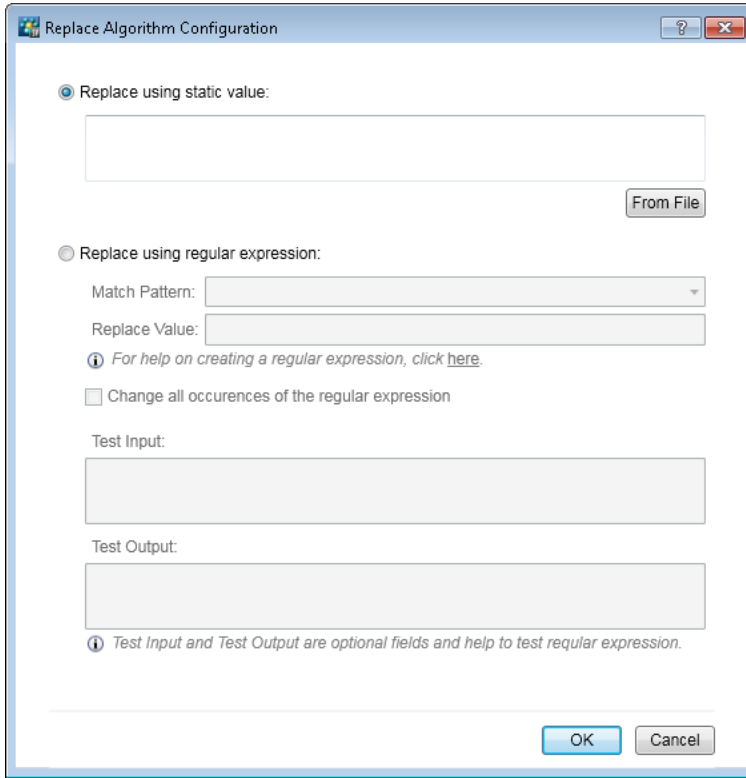 Replace Algorithm Configuration
Replace using static value:
From File
Replace using regular expression:
Match Pattern:
Replace Value:
For help on creating a regular expression, click here.
Change all occurences of the regular expression
Test Input:
Test Output:
Test Input and Test Output are optional fields and help to test regular expression.
OK Cancel